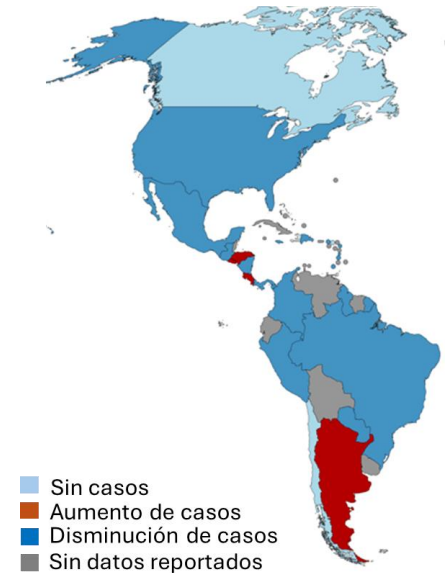 Sin casos
Aumento de casos
Disminución de casos
Sin datos reportados